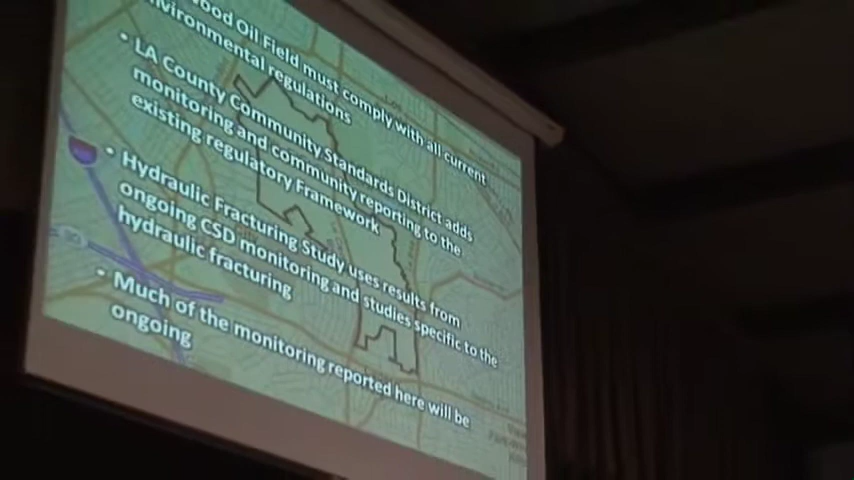 ood Oil Field must comply with all current
nvironmental regulations
• LA County Community Standards District adds
monitoring and community reporting to the
existing regulatory Framework
• Hydraulic Fracturing Study uses results from
ongoing CSD monitoring and studies specific to the
hydraulic fracturing
• Much of the monitoring reported here will be
ongoing